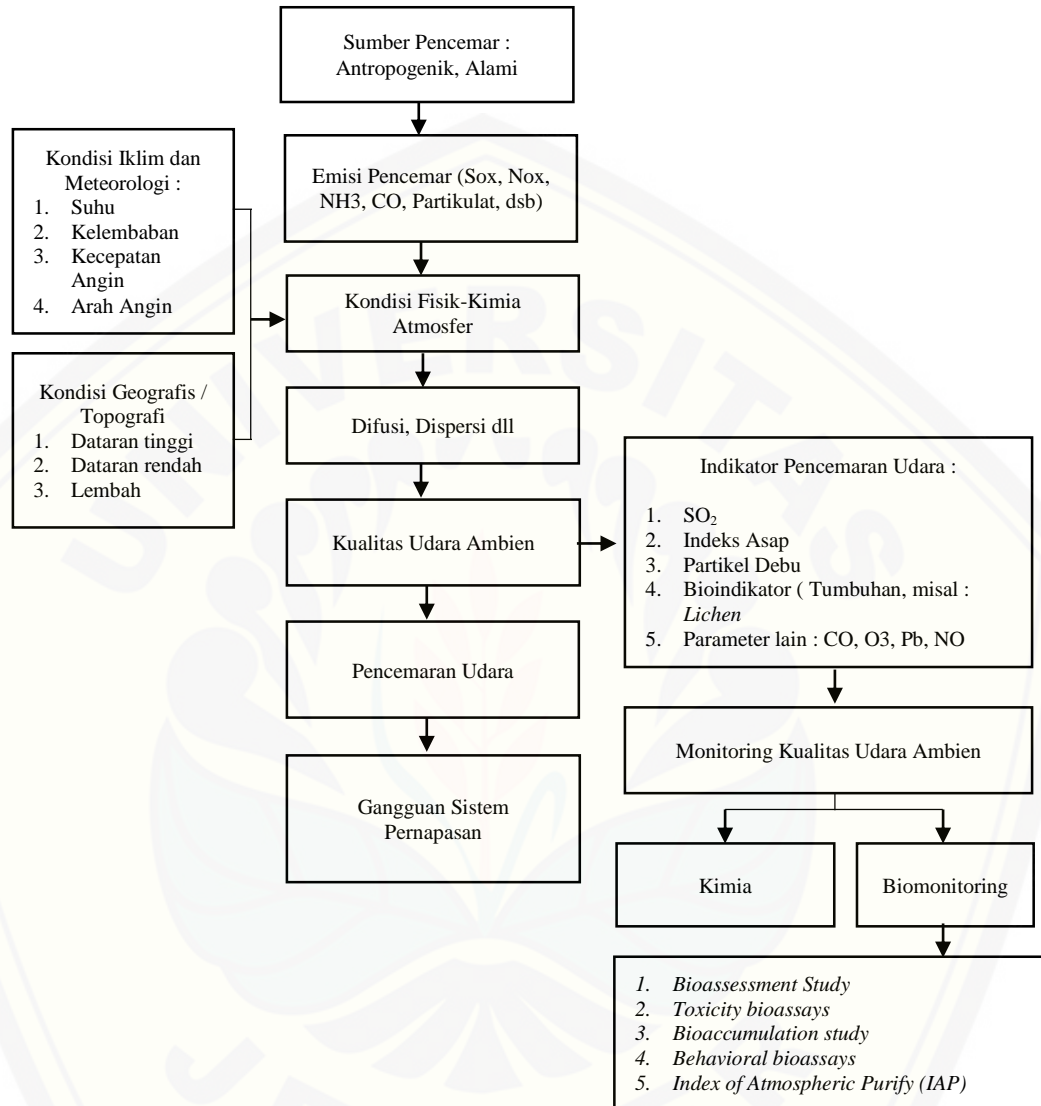 Sumber Pencemar :
Antropogenik, Alami
Kondisi Iklim dan
Meteorologi :
1. Suhu
2. Kelembaban
3. Kecepatan
Angin
4. Arah Angin
Emisi Pencemar (Sox, Nox,
NH3, CO, Partikulat, dsb)
Kondisi Fisik-Kimia
Atmosfer
Kondisi Geografis /
Topografi
1. Dataran tinggi
2. Dataran rendah
3. Lembah
Difusi, Dispersi dll
Kualitas Udara Ambien
Indikator Pencemaran Udara :
1. SO₂
2. Indeks Asap
3. Partikel Debu
4. Bioindikator ( Tumbuhan, misal :
Lichen
5. Parameter lain : CO, O3, Pb, NO
Pencemaran Udara
Gangguan Sistem
Pernapasan
Monitoring Kualitas Udara Ambien
Kimia
Biomonitoring
1. Bioassessment Study
2. Toxicity bioassays
3. Bioaccumulation study
4. Behavioral bioassays
5. Index of Atmospheric Purify (IAP)
UNIVERSITAS